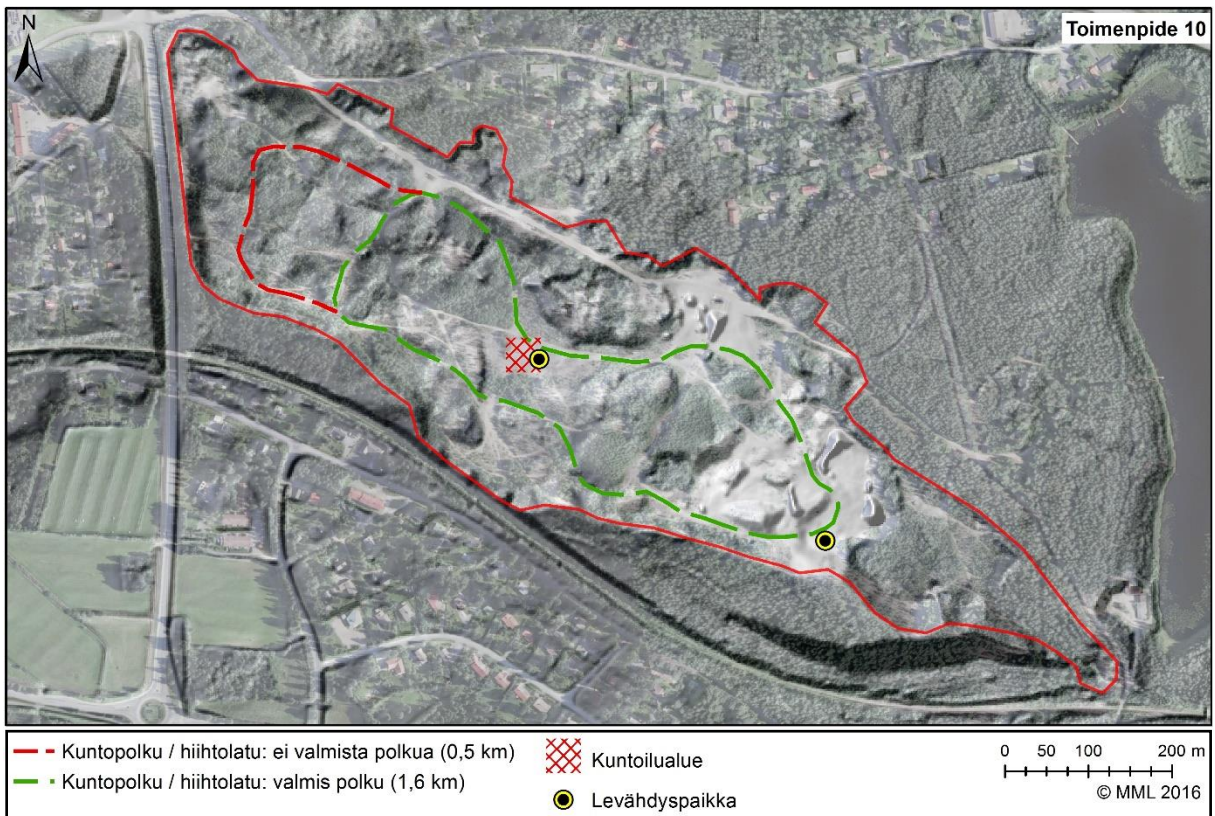 N
Toimenpide 10
Kuntopolku / hiihtolatu: ei valmista polkua (0,5 km)
Kuntopolku / hiihtolatu: valmis polku (1,6 km)
Kuntoilualue
Levähdyspaikka
0 50 100 200 m
© MML 2016